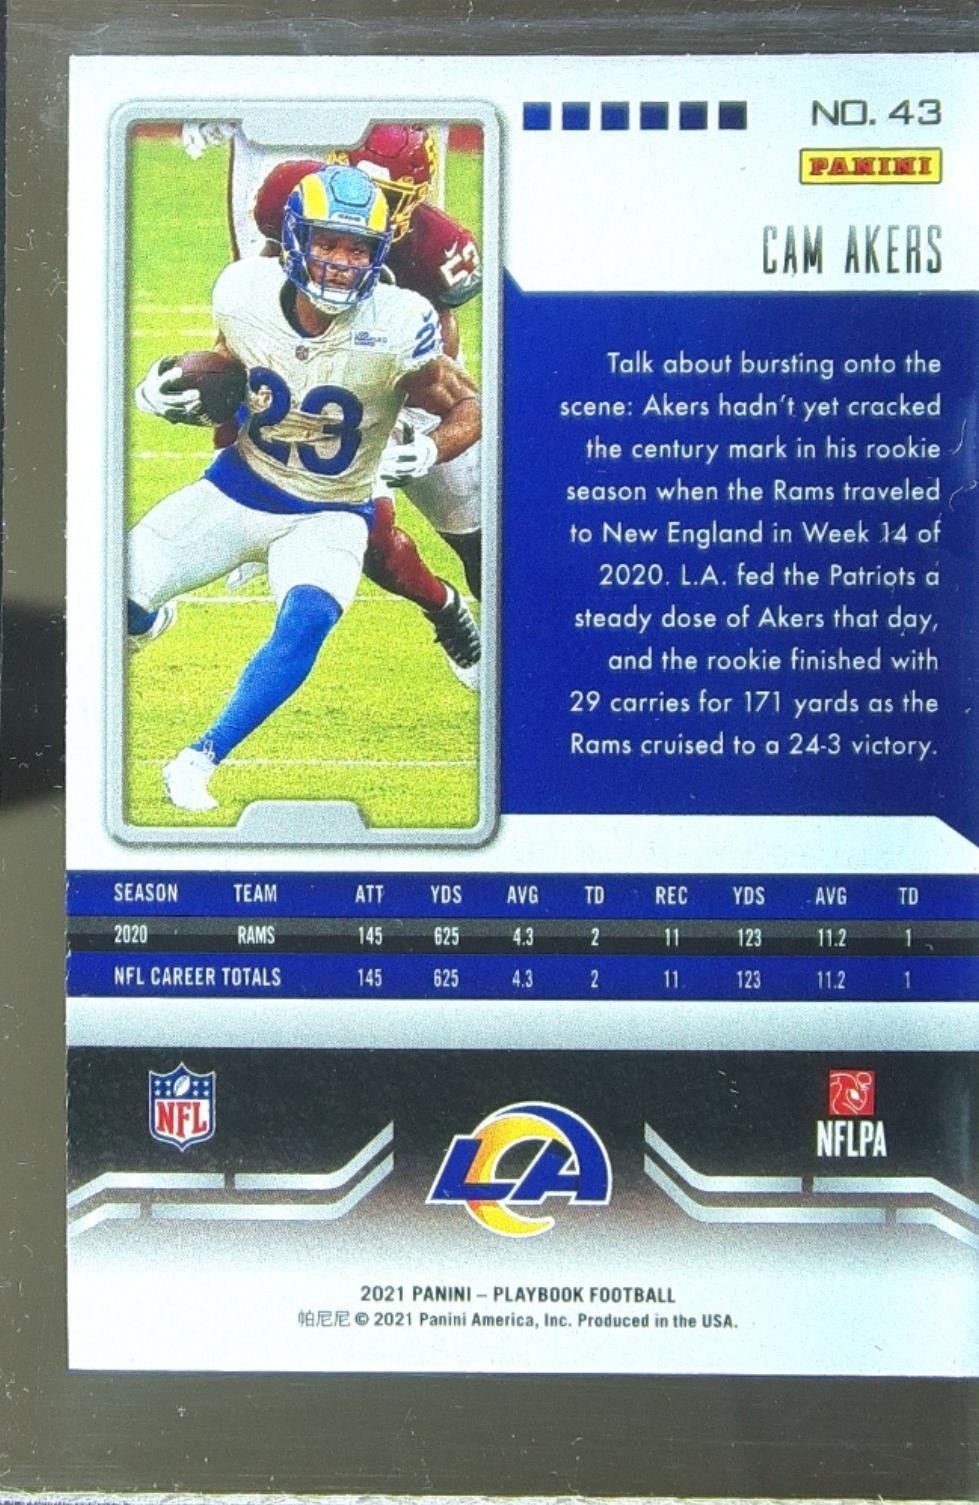 NO. 43
PANINI
CAM AKERS
Talk about bursting onto the
scene: Akers hadn't yet cracked
the century mark in his rookie
season when the Rams traveled
to New England in Week 14 of
2020. L.A. fed the Patriots a
steady dose of Akers that day,
and the rookie finished with
29 carries for 171 yards as the
Rams cruised to a 24-3 victory.
23
2
53
SEASON TEAM ATT YDS AVG TD REC YDS AVG TD
2020 RAMS 145 625 4.3 2 11 123 11.2 1
NFL CAREER TOTALS 145 625 4.3 2 11 123 11.2 1
NFL
LA
NFLPA
2021 PANINI – PLAYBOOK FOOTBALL
帕尼尼 © 2021 Panini America, Inc. Produced in the USA.